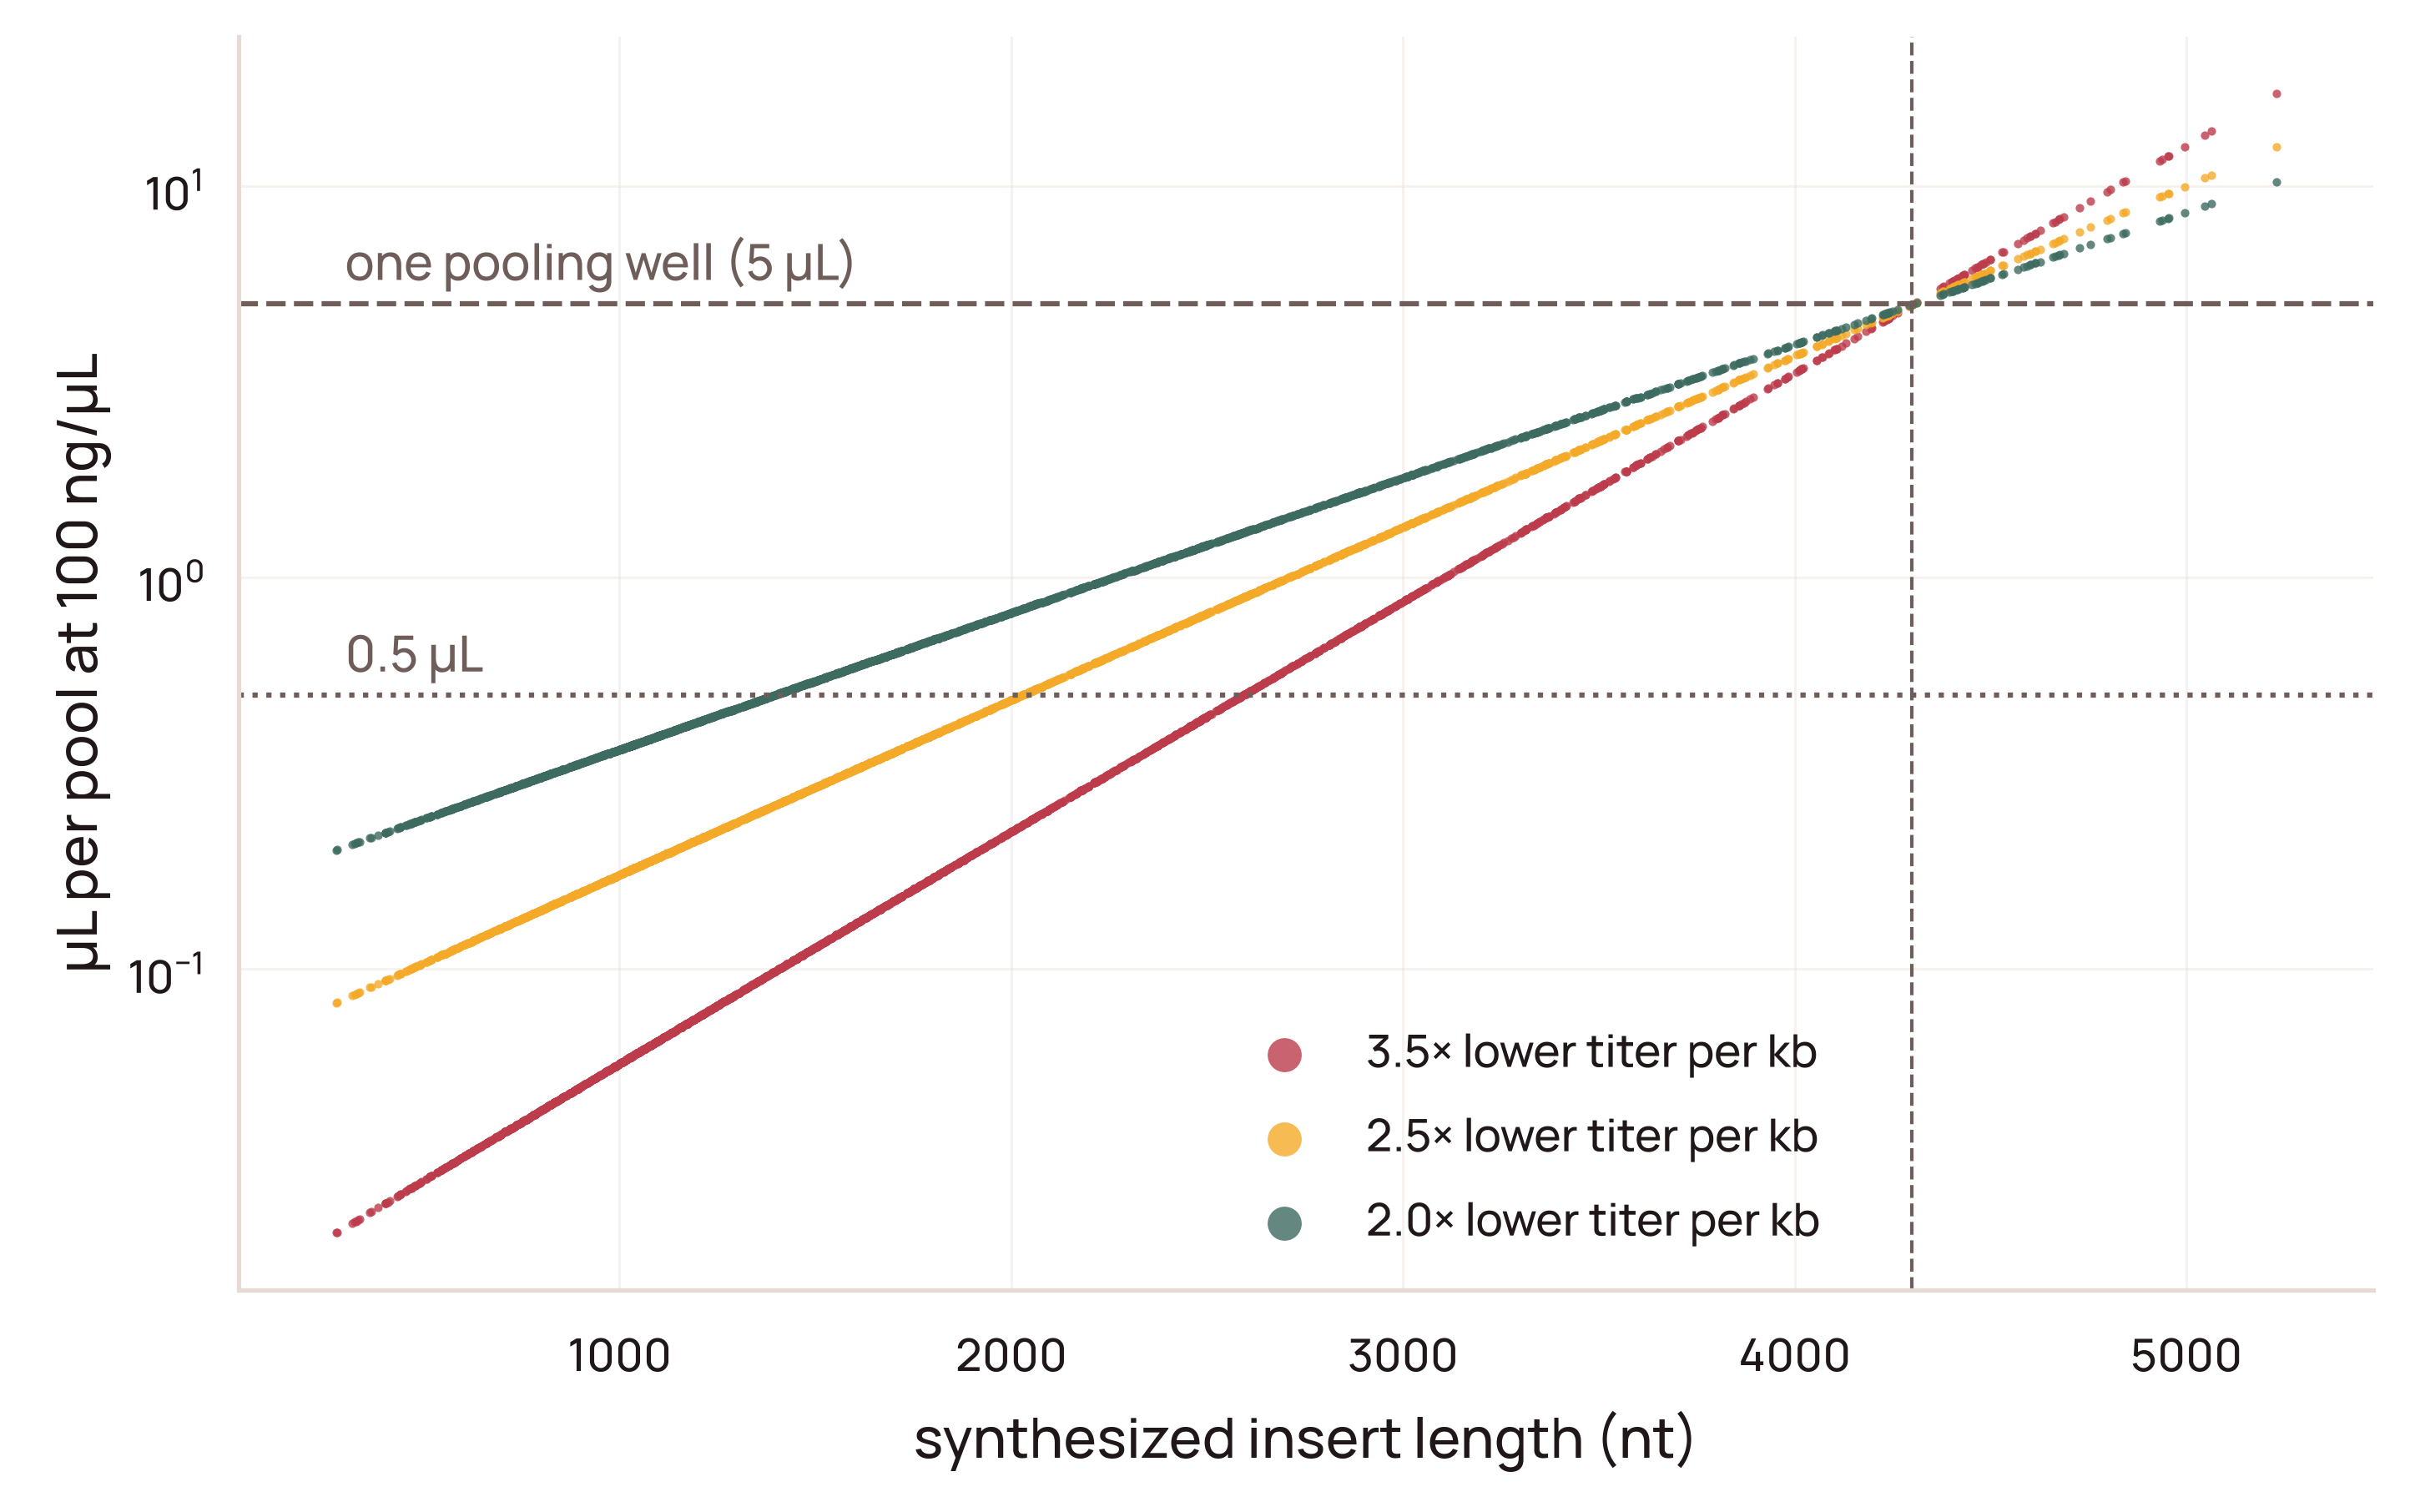 µL per pool at 100 ng/µL
10¹
10⁰
10⁻¹
one pooling well (5 µL)
0.5 µL
3.5× lower titer per kb
2.5× lower titer per kb
2.0× lower titer per kb
1000 2000 3000 4000 5000
synthesized insert length (nt)